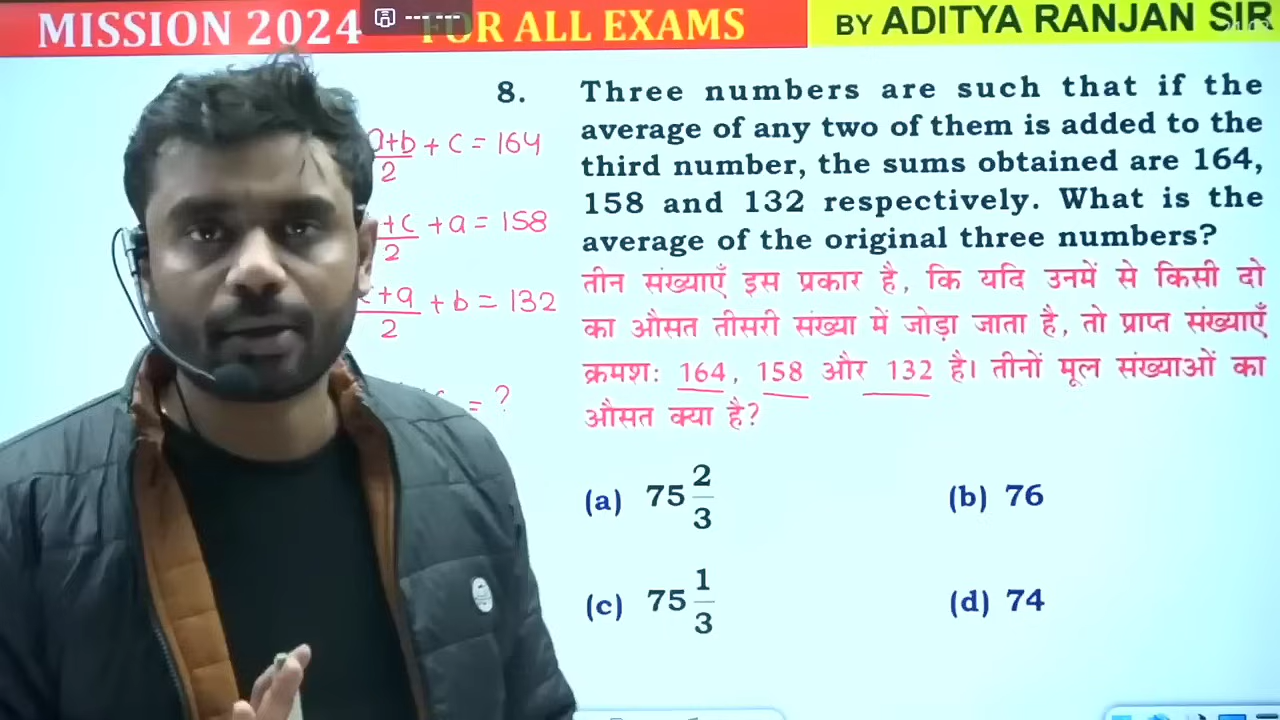 MISSION 2024 FOR ALL EXAMS
BY ADITYA RANJAN SIR
8. Three numbers are such that if the
average of any two of them is added to the
third number, the sums obtained are 164,
158 and 132 respectively. What is the
average of the original three numbers?
तीन संख्याएँ इस प्रकार है, कि यदि उनमें से किसी दो
का औसत तीसरी संख्या में जोड़ा जाता है, तो प्राप्त संख्याएँ
क्रमशः 164, 158 और 132 है। तीनों मूल संख्याओं का
औसत क्या है?
(a) 75 2/3
(b) 76
(c) 75 1/3
(d) 74
a+b/2 + c = 164
+c/2 + a = 158
+a/2 + b = 132
= ?